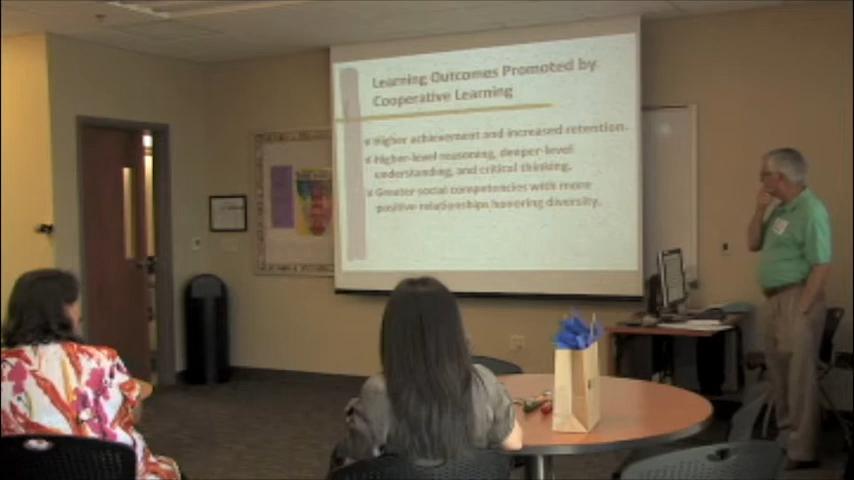 Learning Outcomes Promoted by
Cooperative Learning
Higher achievement and increased retention.
Higher-level reasoning, deeper-level
understanding, and critical thinking.
Greater social competencies with more
positive relationships honoring diversity.